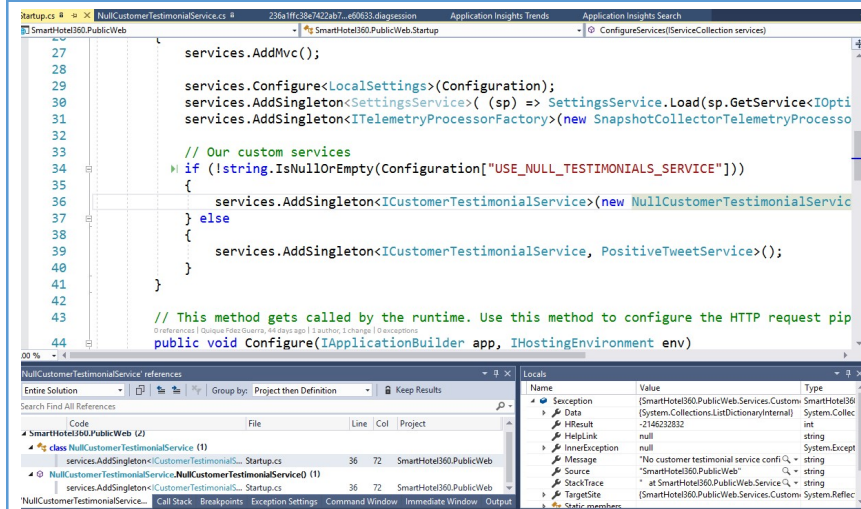 Startup.cs
NullCustomerTestimonialService.cs
236a1ffc38e7422ab7...e60633.diagsession
Application Insights Trends
Application Insights Search
SmartHotel360.PublicWeb
SmartHotel360.PublicWeb.Startup
ConfigureServices(IServiceCollection services)
26 {
27 services.AddMvc();
28
29 services.Configure<LocalSettings>(Configuration);
30 services.AddSingleton<SettingsService>( (sp) => SettingsService.Load(sp.GetService<IOpti
31 services.AddSingleton<ITelemetryProcessorFactory>(new SnapshotCollectorTelemetryProcesso
32
33 // Our custom services
34 if (!string.IsNullOrEmpty(Configuration["USE_NULL_TESTIMONIALS_SERVICE"]))
35 {
36 services.AddSingleton<ICustomerTestimonialService>(new NullCustomerTestimonialServic
37 } else
38 {
39 services.AddSingleton<ICustomerTestimonialService, PositiveTweetService>();
40 }
41 }
42
43 // This method gets called by the runtime. Use this method to configure the HTTP request pip
0 references | Quique Fdez Guerra, 44 days ago | 1 author, 1 change | 0 exceptions
44 public void Configure(IApplicationBuilder app, IHostingEnvironment env)
00 %
'NullCustomerTestimonialService' references
Entire Solution
Group by: Project then Definition
Keep Results
Search Find All References
Code File Line Col Project
SmartHotel360.PublicWeb (2)
class NullCustomerTestimonialService (1)
services.AddSingleton<ICustomerTestimonialS... Startup.cs 36 72 SmartHotel360.PublicWeb
NullCustomerTestimonialService.NullCustomerTestimonialService() (1)
services.AddSingleton<ICustomerTestimonialS... Startup.cs 36 72 SmartHotel360.PublicWeb
'NullCustomerTestimonialService... Call Stack Breakpoints Exception Settings Command Window Immediate Window Output
Locals
Name Value Type
$exception {SmartHotel360.PublicWeb.Services.Custom SmartHotel360
Data {System.Collections.ListDictionaryInternal} System.Collec
HResult -2146232832 int
HelpLink null string
InnerException null System.Except
Message "No customer testimonial service confi string
Source "SmartHotel360.PublicWeb" string
StackTrace " at SmartHotel360.PublicWeb.Service string
TargetSite {SmartHotel360.PublicWeb.Services.Custom System.Reflec
Static members